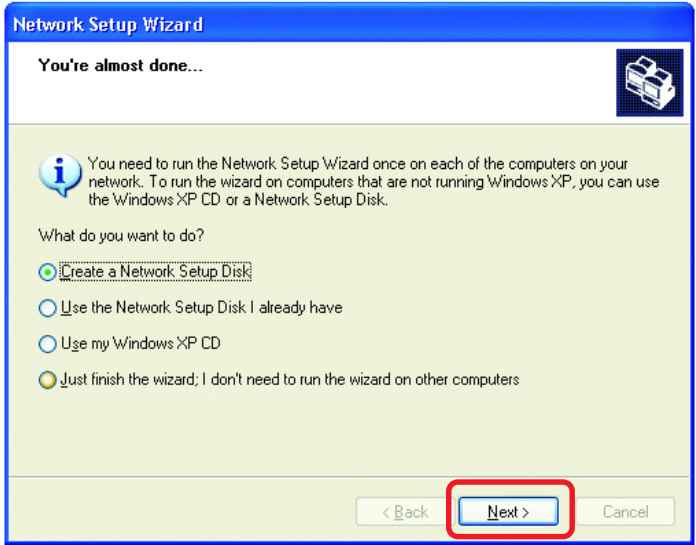 Network Setup Wizard
You're almost done...
You need to run the Network Setup Wizard once on each of the computers on your
network. To run the wizard on computers that are not running Windows XP, you can use
the Windows XP CD or a Network Setup Disk.
What do you want to do?
Create a Network Setup Disk
Use the Network Setup Disk I already have
Use my Windows XP CD
Just finish the wizard; I don't need to run the wizard on other computers
< Back Next > Cancel